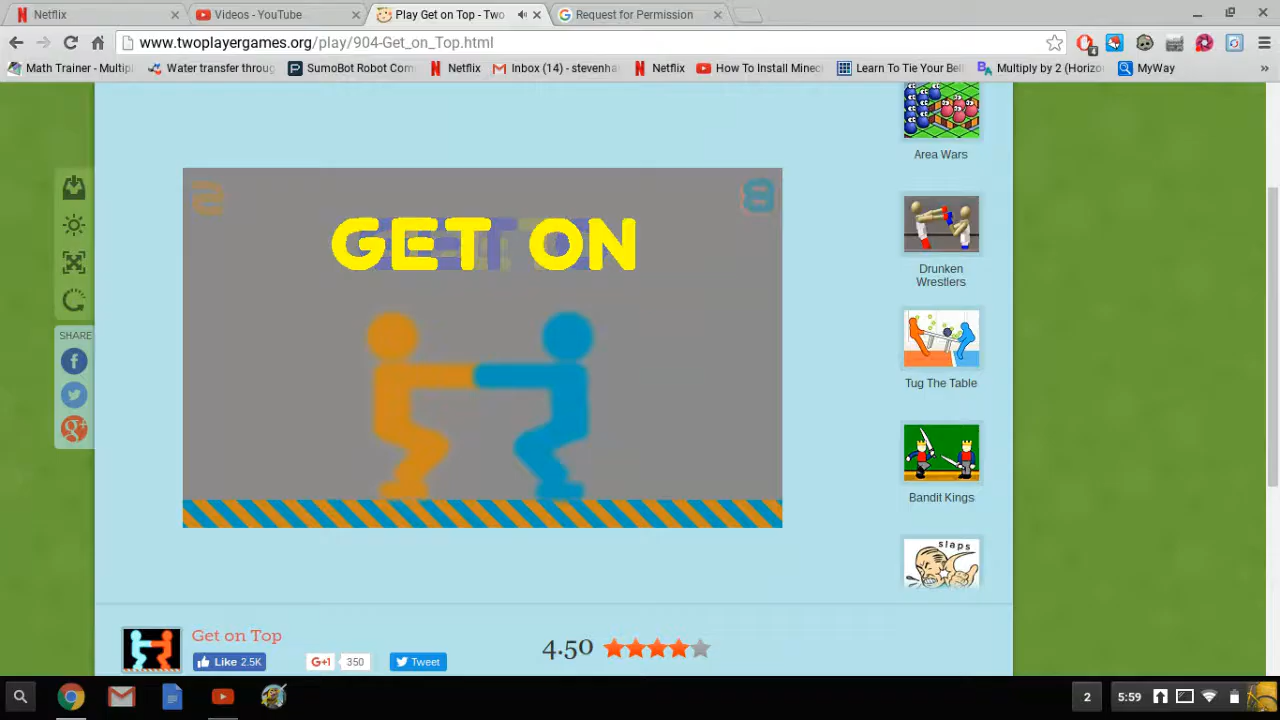 Netflix
Videos - YouTube
Play Get on Top - Two
Request for Permission
www.twoplayergames.org/play/904-Get_on_Top.html
4
Math Trainer - Multipl
Water transfer throug
SumoBot Robot Com
Netflix
Inbox (14) - stevenha
Netflix
How To Install Minec
Learn To Tie Your Bel
Multiply by 2 (Horizo
MyWay
»
Area Wars
8
GET ON
Drunken
Wrestlers
SHARE
Tug The Table
Bandit Kings
slaps
Get on Top
4.50
Like 2.5K
G+1
350
Tweet
2
5:59